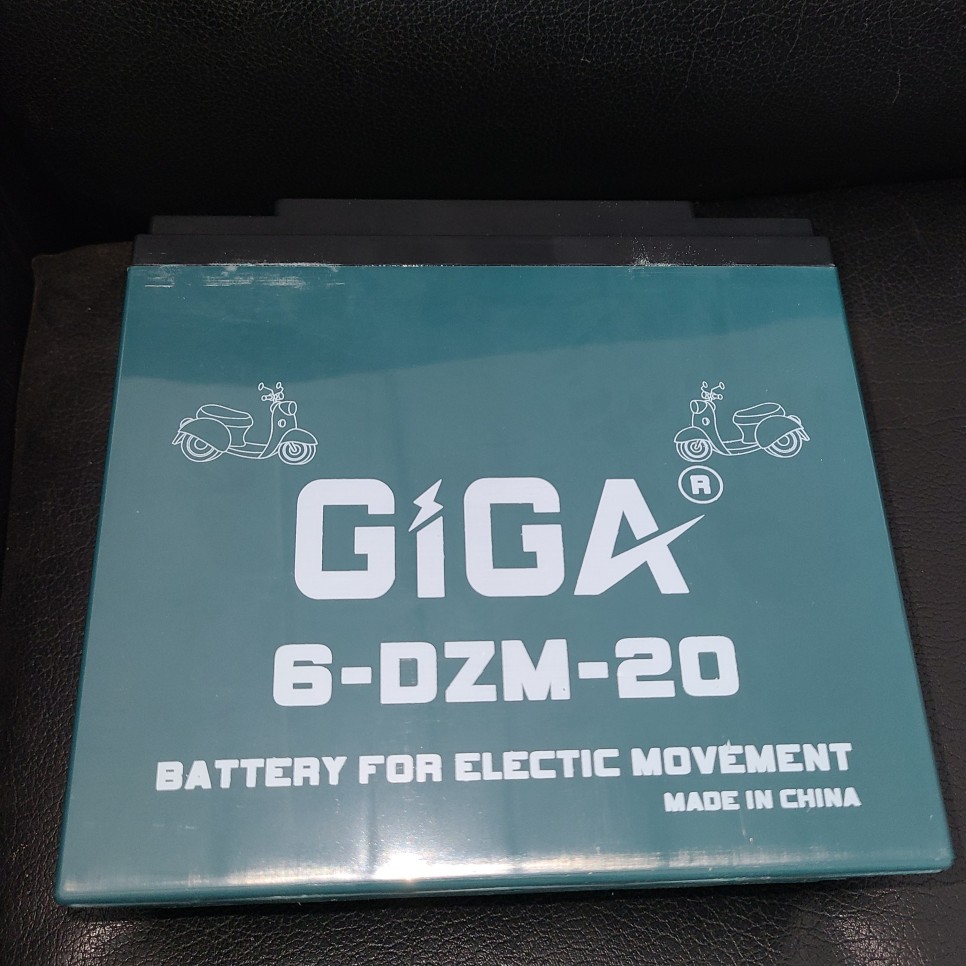 GiGA®
6-DZM-20
BATTERY FOR ELECTIC MOVEMENT
MADE IN CHINA